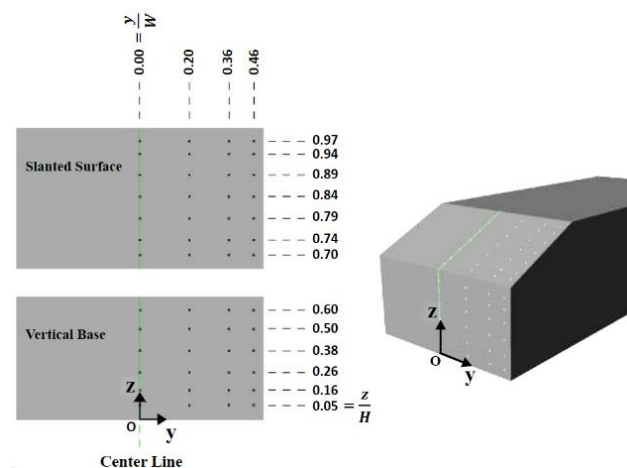 0.00 = y/W
0.20
0.36
0.46
Slanted Surface
0.97
0.94
0.89
0.84
0.79
0.74
0.70
Vertical Base
0.60
0.50
0.38
0.26
0.16
0.05 = z/H
z
O
y
Center Line
z
O
y